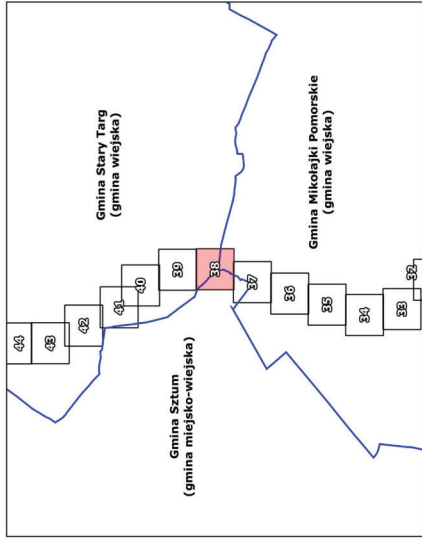 Gmina Stary Targ
(gmina wiejska)
Gmina Mikołajki Pomorskie
(gmina wiejska)
Gmina Sztum
(gmina miejsko-wiejska)
44
43
42
41
40
39
38
37
36
35
34
33
32